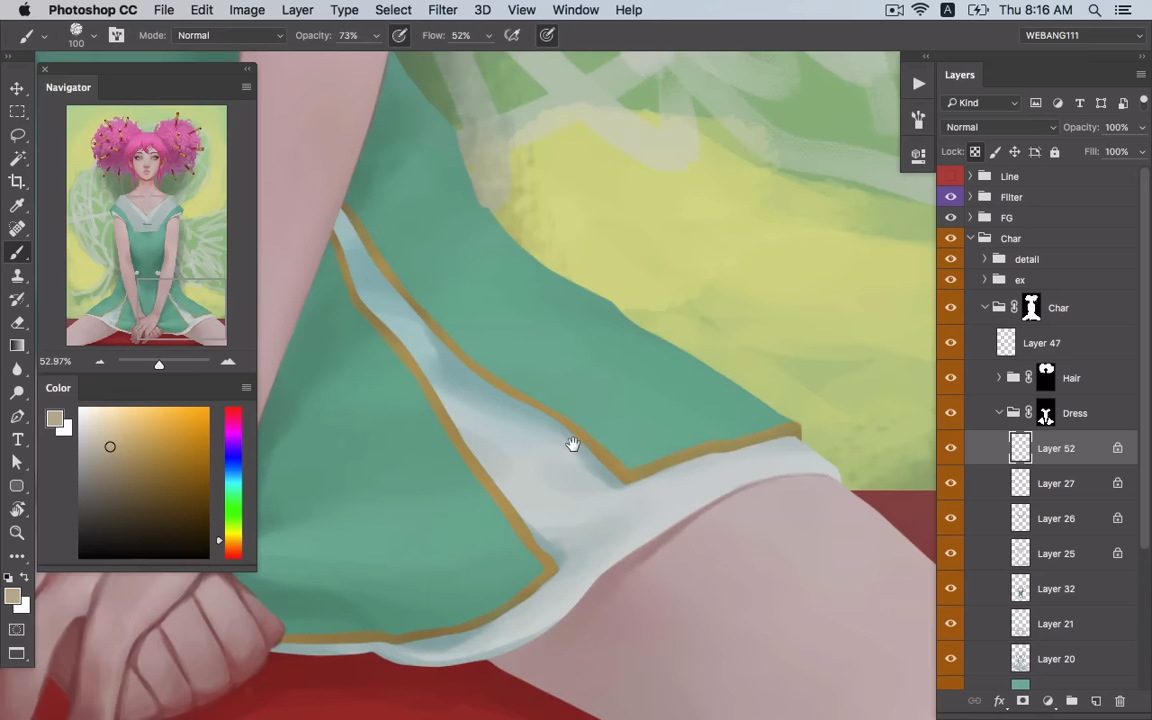 Photoshop CC File Edit Image Layer Type Select Filter 3D View Window Help A Thu 8:16 AM
100 Mode: Normal Opacity: 73% Flow: 52% WEBANG111
Navigator
52.97%
Color
T
Layers
Kind
Normal Opacity: 100%
Lock: Fill: 100%
Line
Filter
FG
Char
detail
ex
Char
Layer 47
Hair
Dress
Layer 52
Layer 27
Layer 26
Layer 25
Layer 32
Layer 21
Layer 20
fx